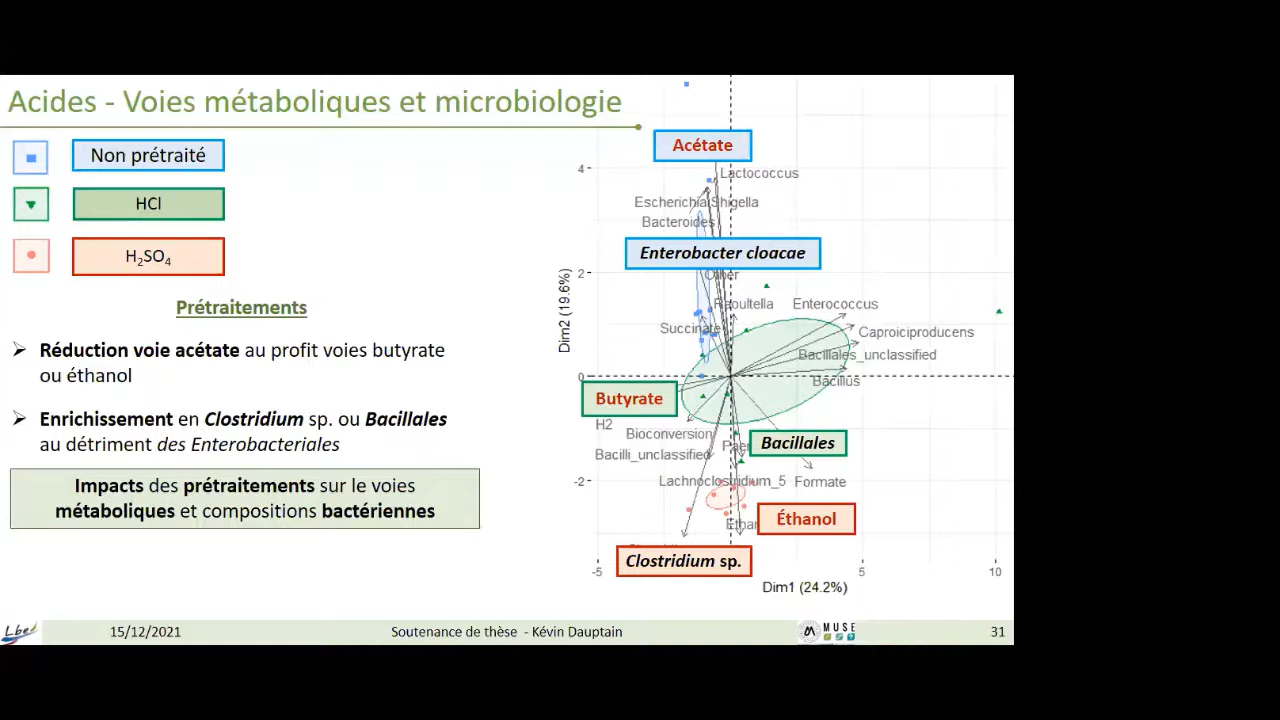 Acides - Voies métaboliques et microbiologie
Non prétraité
HCl
H₂SO₄
Prétraitements
Réduction voie acétate au profit voies butyrate
ou éthanol
Enrichissement en Clostridium sp. ou Bacillales
au détriment des Enterobacteriales
Impacts des prétraitements sur le voies
métaboliques et compositions bactériennes
Acétate
Lactococcus
Escherichia/Shigella
Bacteroides
Enterobacter cloacae
Other
Raoultella
Enterococcus
Succinate
Caproiciproducens
Bacillales_unclassified
Bacillus
Butyrate
H2
Bioconversion
Bacillales
Bacilli_unclassified
Lachnoclostridium_5
Formate
Éthanol
Clostridium sp.
4
2
0
-2
Dim2 (19.6%)
-5
5
10
Dim1 (24.2%)
Lbe
15/12/2021
Soutenance de thèse - Kévin Dauptain
MUSE
31